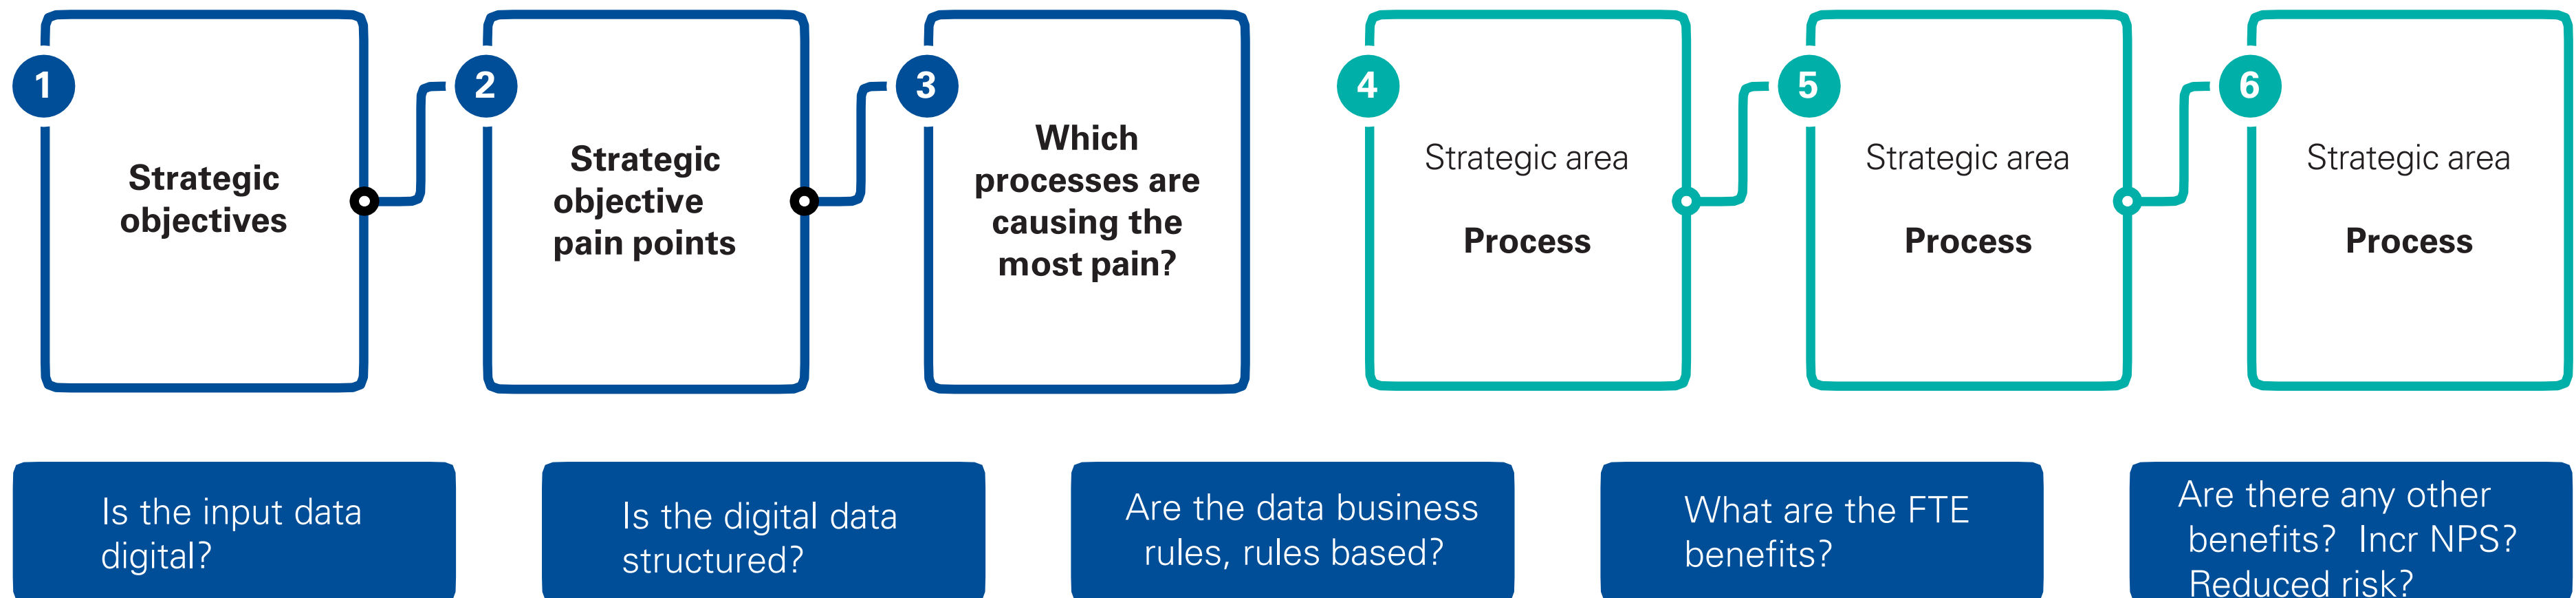 1
Strategic
objectives
2
Strategic
objective
pain points
3
Which
processes are
causing the
most pain?
4
Strategic area
Process
5
Strategic area
Process
6
Strategic area
Process
Is the input data
digital?
Is the digital data
structured?
Are the data business
rules, rules based?
What are the FTE
benefits?
Are there any other
benefits? Incr NPS?
Reduced risk?